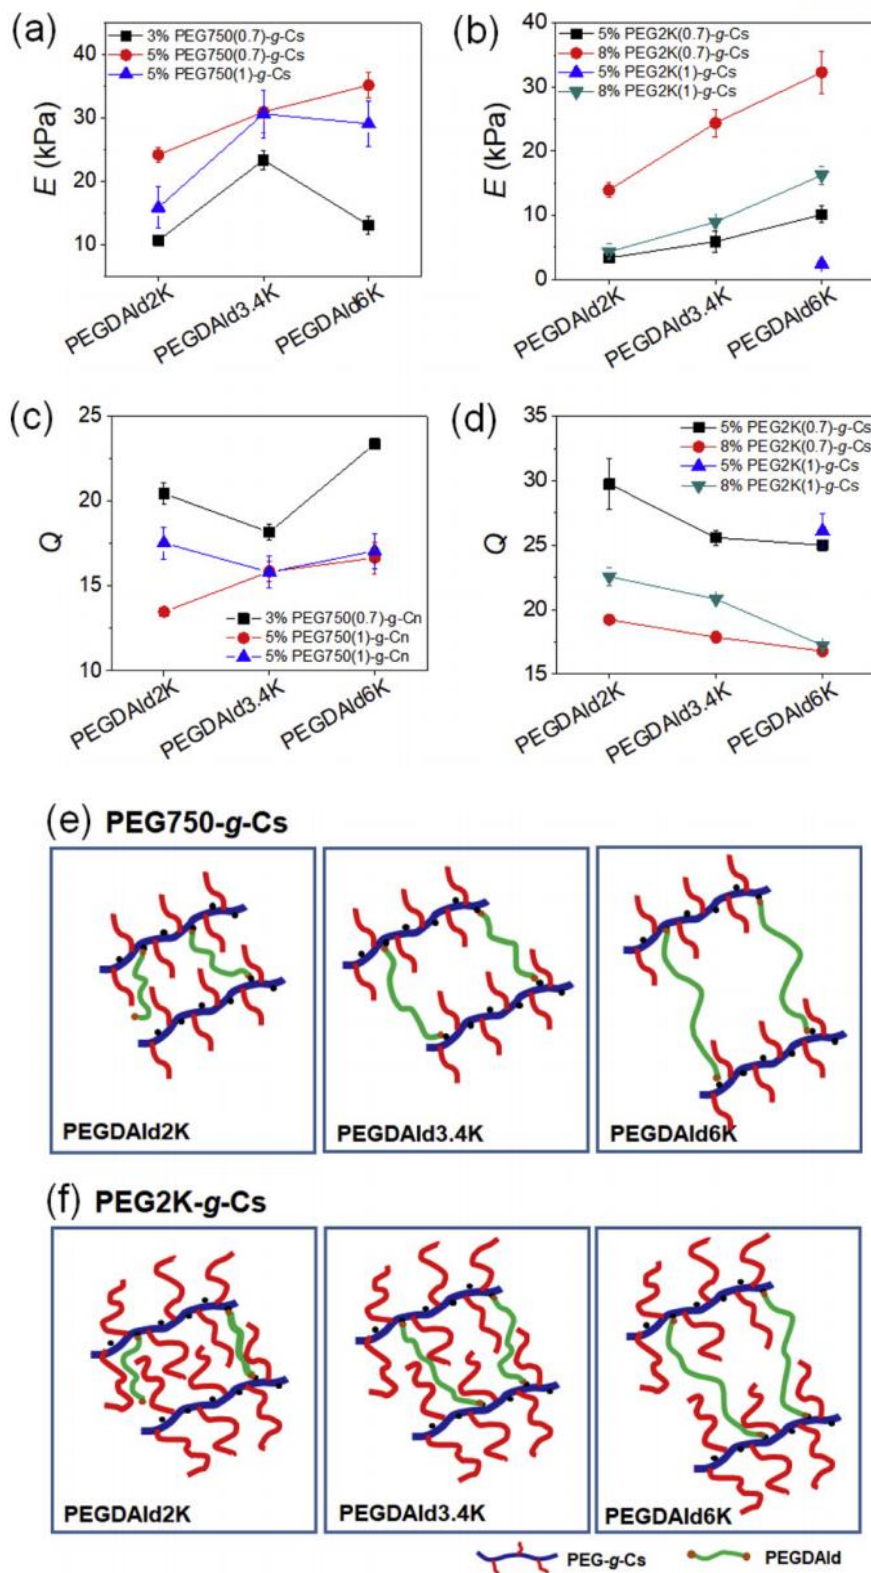 (a)
3% PEG750(0.7)-g-Cs
5% PEG750(0.7)-g-Cs
5% PEG750(1)-g-Cs
E (kPa)
40
30
20
10
PEGDAld2K
PEGDAld3.4K
PEGDAld6K
(b)
5% PEG2K(0.7)-g-Cs
8% PEG2K(0.7)-g-Cs
5% PEG2K(1)-g-Cs
8% PEG2K(1)-g-Cs
E (kPa)
40
30
20
10
0
PEGDAld2K
PEGDAld3.4K
PEGDAld6K
(c)
Q
25
20
15
10
3% PEG750(0.7)-g-Cn
5% PEG750(1)-g-Cn
5% PEG750(1)-g-Cn
PEGDAld2K
PEGDAld3.4K
PEGDAld6K
(d)
Q
35
30
25
20
15
5% PEG2K(0.7)-g-Cs
8% PEG2K(0.7)-g-Cs
5% PEG2K(1)-g-Cs
8% PEG2K(1)-g-Cs
PEGDAld2K
PEGDAld3.4K
PEGDAld6K
(e) PEG750-g-Cs
PEGDAld2K
PEGDAld3.4K
PEGDAld6K
(f) PEG2K-g-Cs
PEGDAld2K
PEGDAld3.4K
PEGDAld6K
PEG-g-Cs
PEGDAld